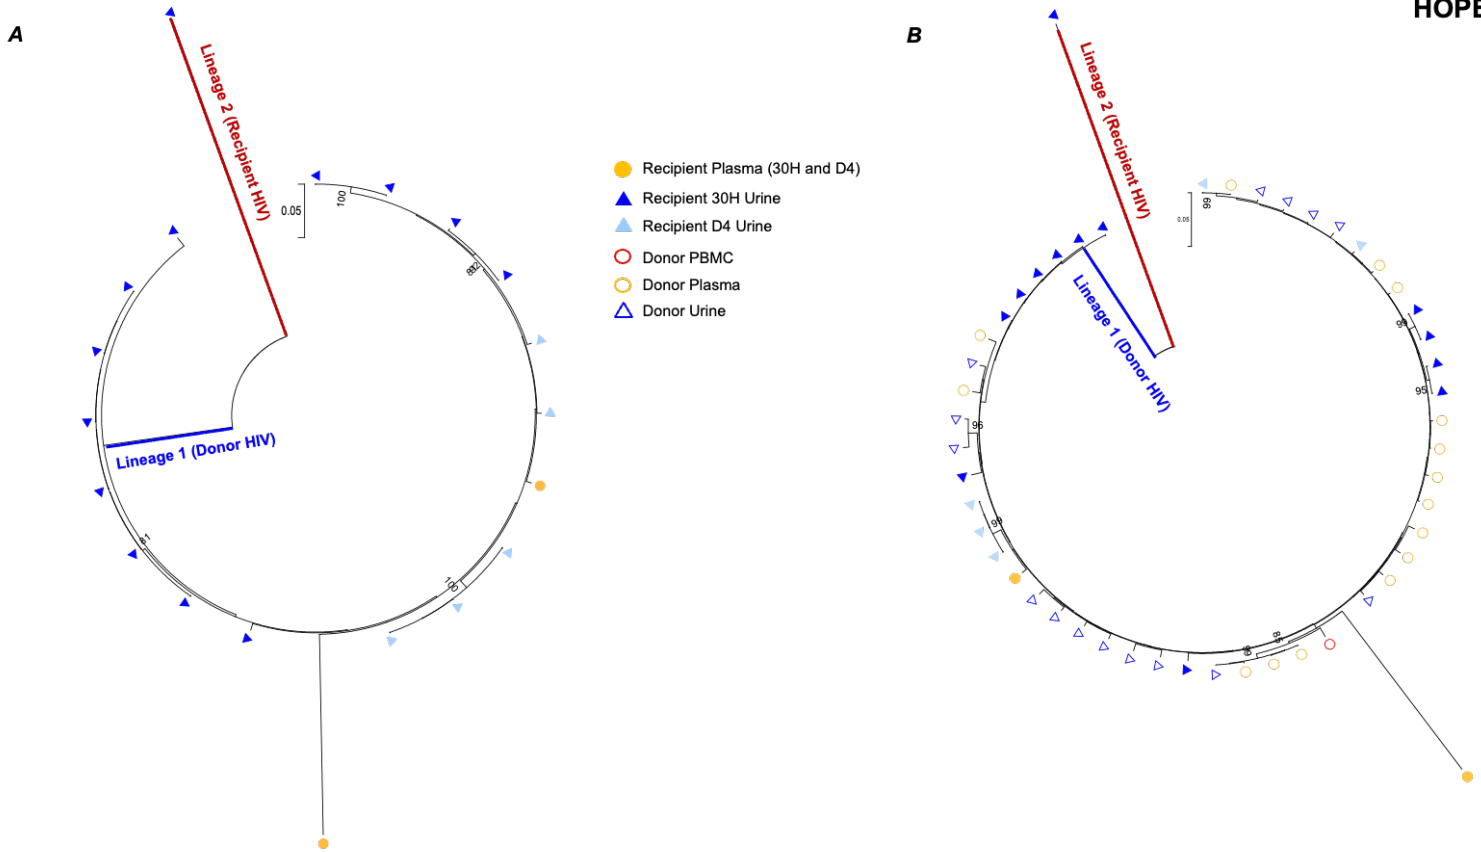 HOPE
A
B
Lineage 2 (Recipient HIV)
0.05
100
Lineage 1 (Donor HIV)
81
100
Recipient Plasma (30H and D4)
Recipient 30H Urine
Recipient D4 Urine
Donor PBMC
Donor Plasma
Donor Urine
Lineage 2 (Recipient HIV)
Lineage 1 (Donor HIV)
0.05
99
99
95
96
99
85